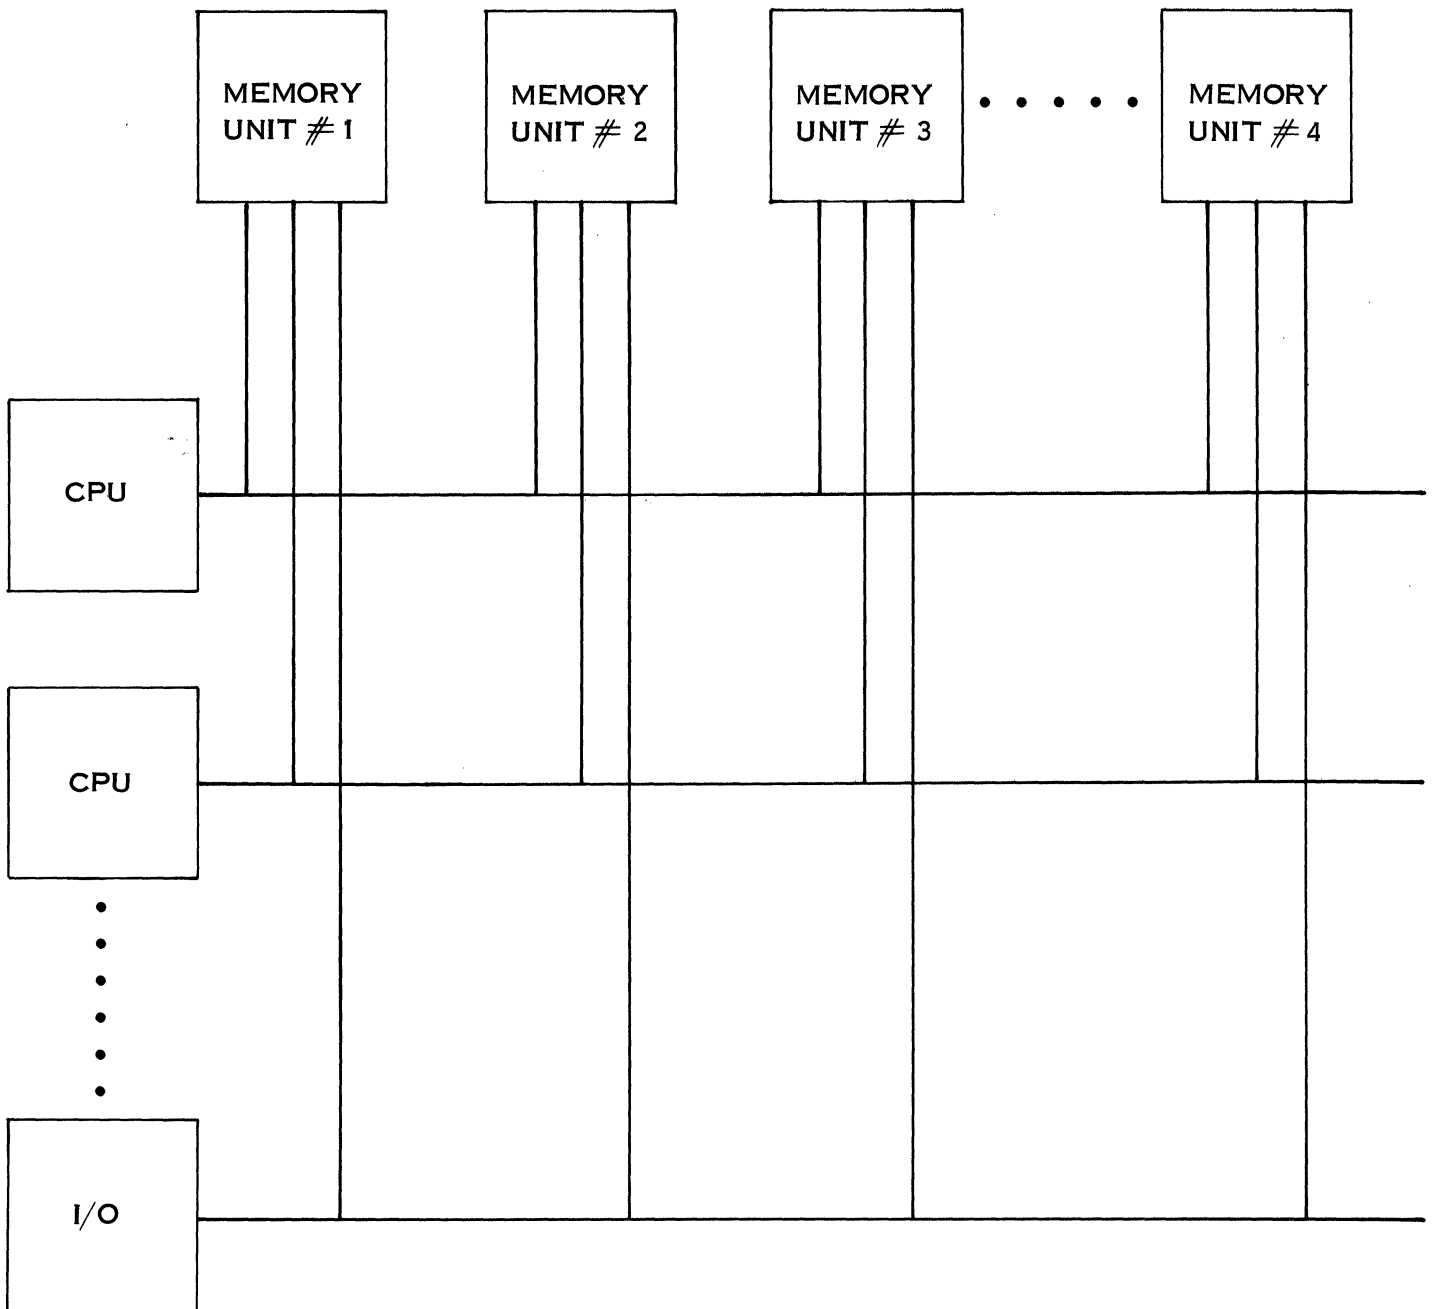 MEMORY
UNIT # 1
MEMORY
UNIT # 2
MEMORY
UNIT # 3
MEMORY
UNIT # 4
CPU
CPU
I/O